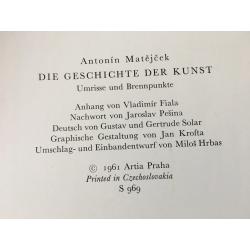 Antonín Matějček
DIE GESCHICHTE DER KUNST
Umrisse und Brennpunkte
Anhang von Vladimír Fiala
Nachwort von Jaroslav Pešina
Deutsch von Gustav und Gertrude Solar
Graphische Gestaltung von Jan Krofta
Umschlag- und Einbandentwurf von Miloš Hrbas
© 1961 Artia Praha
Printed in Czechoslovakia
S 969